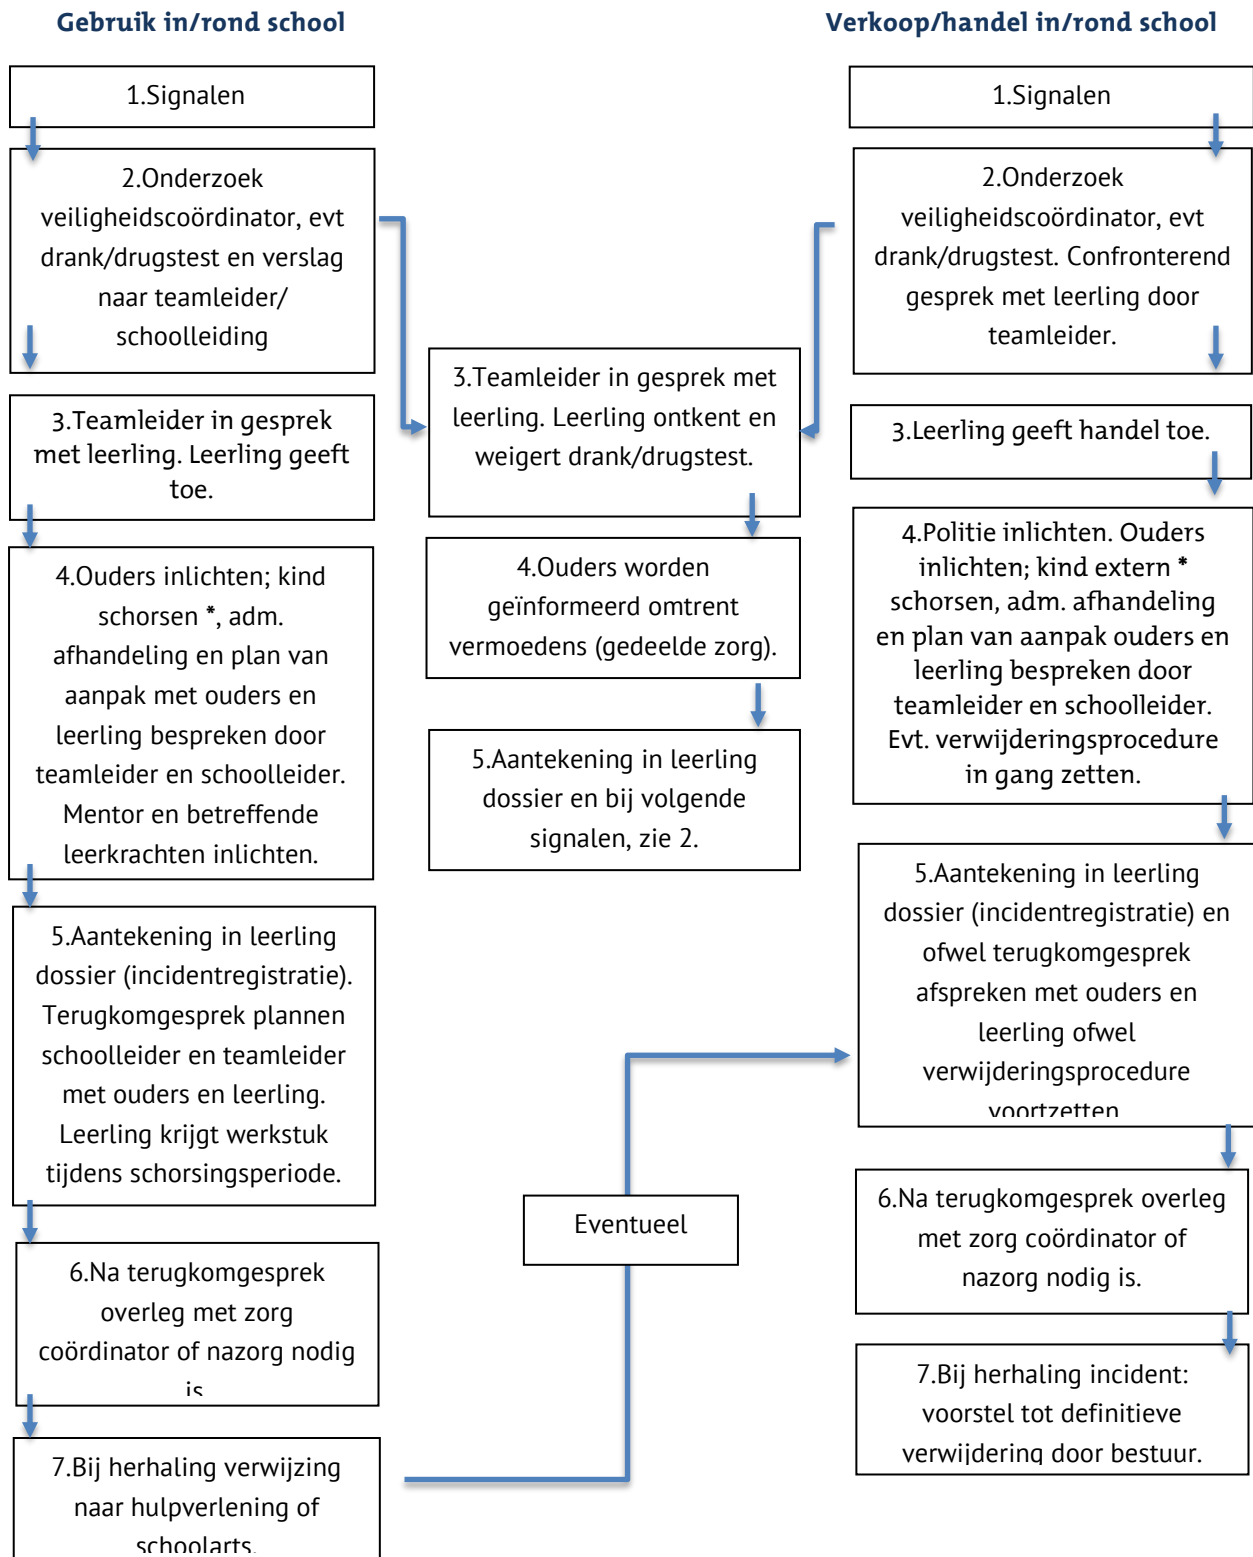 Gebruik in/rond school
1.Signalen
2.Onderzoek
veiligheidscoördinator, evt
drank/drugstest en verslag
naar teamleider/
schoolleiding
3.Teamleider in gesprek
met leerling. Leerling geeft
toe.
4.Ouders inlichten; kind
schorsen *, adm.
afhandeling en plan van
aanpak met ouders en
leerling bespreken door
teamleider en schoolleider.
Mentor en betreffende
leerkrachten inlichten.
5.Aantekening in leerling
dossier (incidentregistratie).
Terugkomgesprek plannen
schoolleider en teamleider
met ouders en leerling.
Leerling krijgt werkstuk
tijdens schorsingsperiode.
6.Na terugkomgesprek
overleg met zorg
coördinator of nazorg nodig
is
7.Bij herhaling verwijzing
naar hulpverlening of
schoolarts.
3.Teamleider in gesprek met
leerling. Leerling ontkent en
weigert drank/drugstest.
4.Ouders worden
geïnformeerd omtrent
vermoedens (gedeelde zorg).
5.Aantekening in leerling
dossier en bij volgende
signalen, zie 2.
Eventueel
Verkoop/handel in/rond school
1.Signalen
2.Onderzoek
veiligheidscoördinator, evt
drank/drugstest. Confronterend
gesprek met leerling door
teamleider.
3.Leerling geeft handel toe.
4.Politie inlichten. Ouders
inlichten; kind extern *
schorsen, adm. afhandeling
en plan van aanpak ouders en
leerling bespreken door
teamleider en schoolleider.
Evt. verwijderingsprocedure
in gang zetten.
5.Aantekening in leerling
dossier (incidentregistratie) en
ofwel terugkomgesprek
afspreken met ouders en
leerling ofwel
verwijderingsprocedure
voortzetten
6.Na terugkomgesprek overleg
met zorg coördinator of
nazorg nodig is.
7.Bij herhaling incident:
voorstel tot definitieve
verwijdering door bestuur.